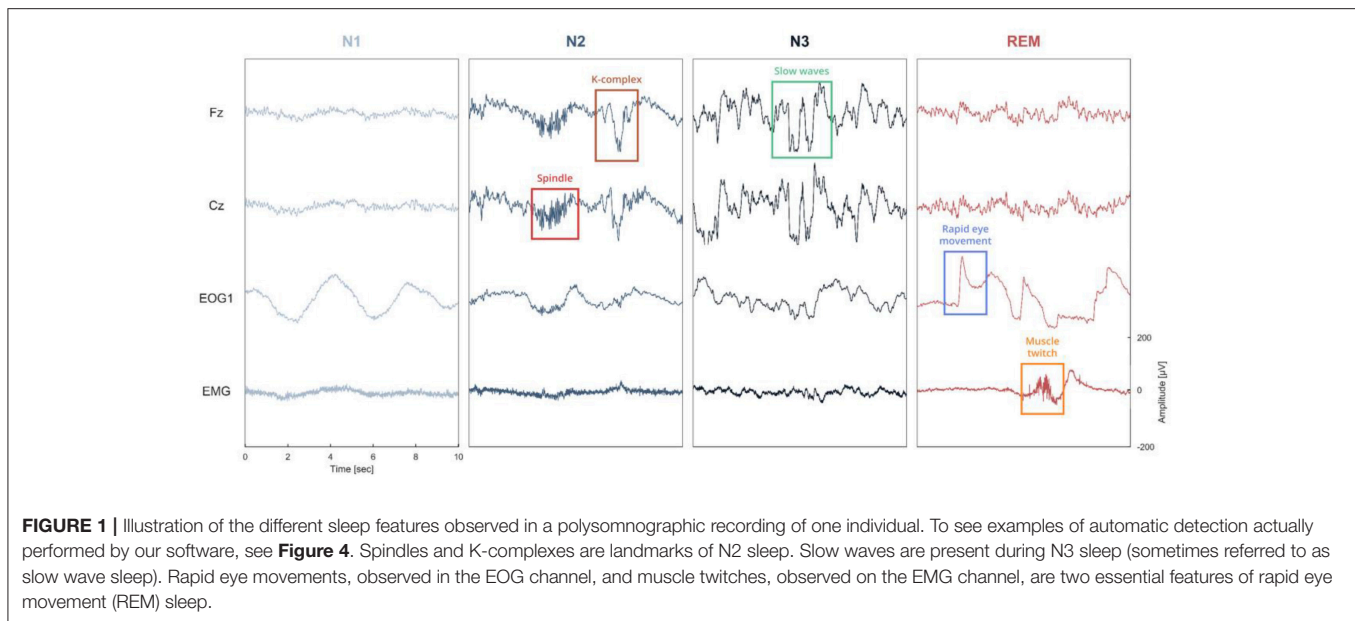 N1 N2 N3 REM
K-complex
Slow waves
Fz
Spindle
Cz
Rapid eye
movement
EOG1
200
Muscle
twitch
EMG
0
Amplitude [μV]
-200
0 2 4 6 8 10
Time [sec]
FIGURE 1 | Illustration of the different sleep features observed in a polysomnographic recording of one individual. To see examples of automatic detection actually
performed by our software, see Figure 4. Spindles and K-complexes are landmarks of N2 sleep. Slow waves are present during N3 sleep (sometimes referred to as
slow wave sleep). Rapid eye movements, observed in the EOG channel, and muscle twitches, observed on the EMG channel, are two essential features of rapid eye
movement (REM) sleep.